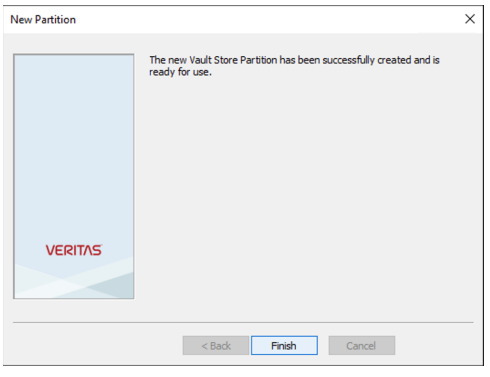 New Partition
The new Vault Store Partition has been successfully created and is
ready for use.
VERITAS
< Back
Finish
Cancel